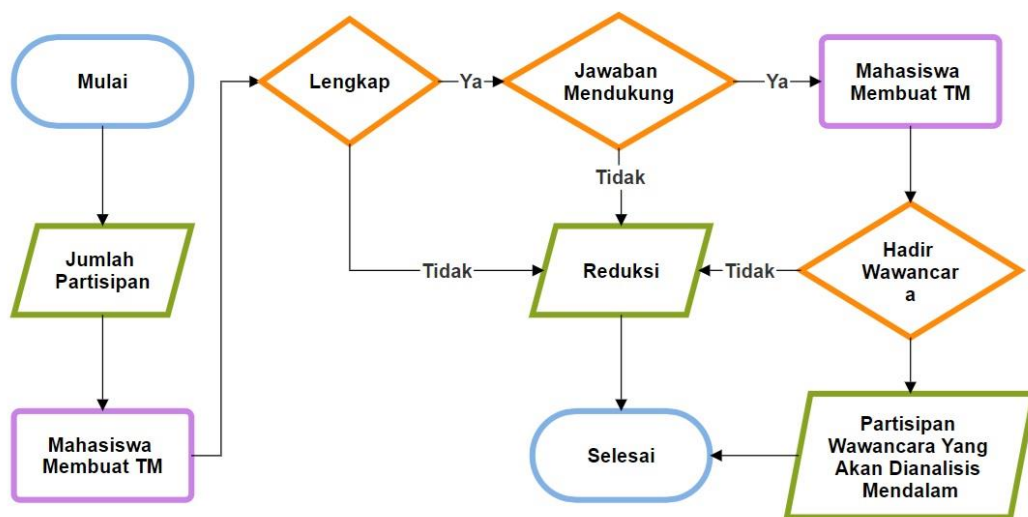 Mulai
Jumlah
Partisipan
Mahasiswa
Membuat TM
Lengkap
Ya
Tidak
Jawaban
Mendukung
Ya
Tidak
Mahasiswa
Membuat TM
Hadir
Wawancar
a
Tidak
Reduksi
Partisipan
Wawancara Yang
Akan Dianalisis
Mendalam
Selesai